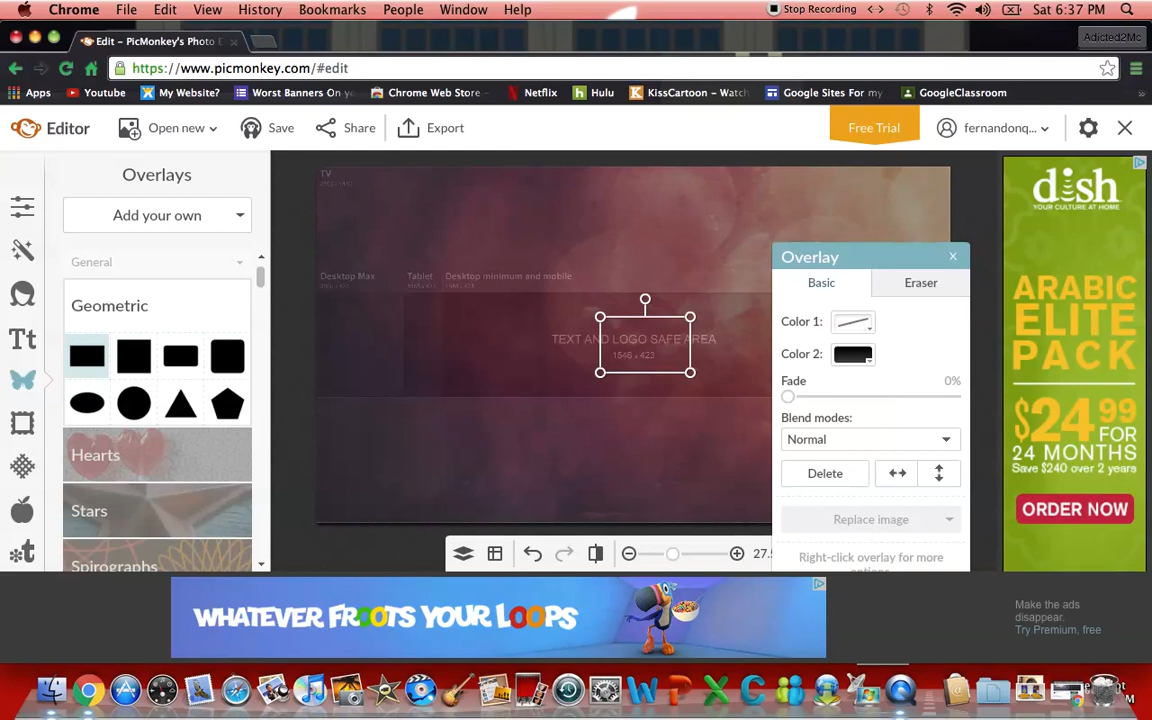 Chrome File Edit View History Bookmarks People Window Help Stop Recording Sat 6:37 PM
Edit - PicMonkey's Photo E Adicted2Mc
https://www.picmonkey.com/#edit
Apps Youtube My Website? Worst Banners On yo Chrome Web Store Netflix Hulu KissCartoon - Watch Google Sites For my GoogleClassroom »
Editor Open new Save Share Export Free Trial fernandonq...
Overlays
Add your own
General
Geometric
Hearts
Stars
Spirographs
TV
Desktop Max Tablet Desktop minimum and mobile
TEXT AND LOGO SAFE AREA
1546 x 423
Overlay X
Basic Eraser
Color 1:
Color 2:
Fade 0%
Blend modes:
Normal
Delete
Replace image
Right-click overlay for more
options
27.5
dish
YOUR CULTURE AT HOME
ARABIC
ELITE
PACK
$24.99
FOR
24 MONTHS
Save $240 over 2 years
ORDER NOW
WHATEVER FROOTS YOUR LOOPS
Make the ads
disappear.
Try Premium, free